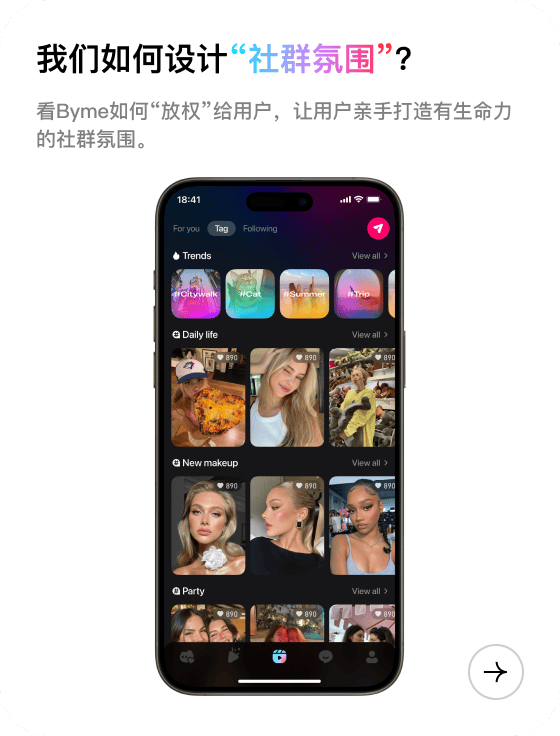 我们如何设计“社群氛围”?
看Byme如何“放权”给用户，让用户亲手打造有生命力
的社群氛围。
18:41
For you Tag Following
Trends View all >
#Citywalk #Cat #Summer #Trip
Daily life View all >
890 890 890
New makeup View all >
890 890 890
Party View all >
890 890 890